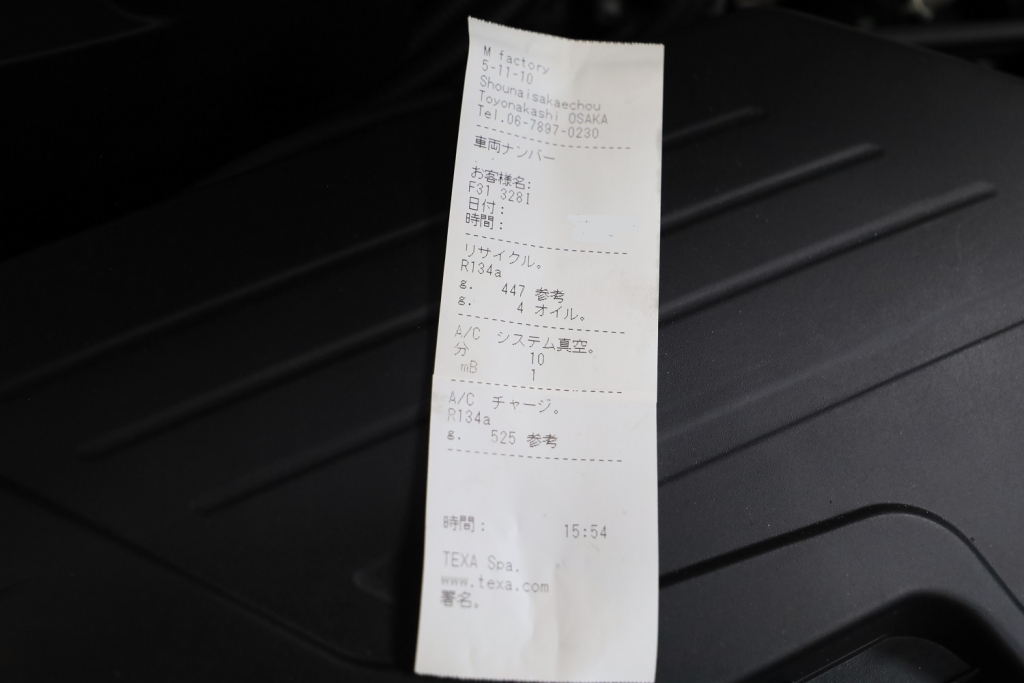 M factory
5-11-10
Shounaisakaechou
Toyonakashi OSAKA
Tel.06-7897-0230
車両ナンバー
お客様名:
F31 328I
日付:
時間:
リサイクル。
R134a
g. 447 参考
g. 4 オイル。
A/C システム真空。
分 10
mB 1
A/C チャージ。
R134a
g. 525 参考
時間: 15:54
TEXA Spa.
www.texa.com
署名。